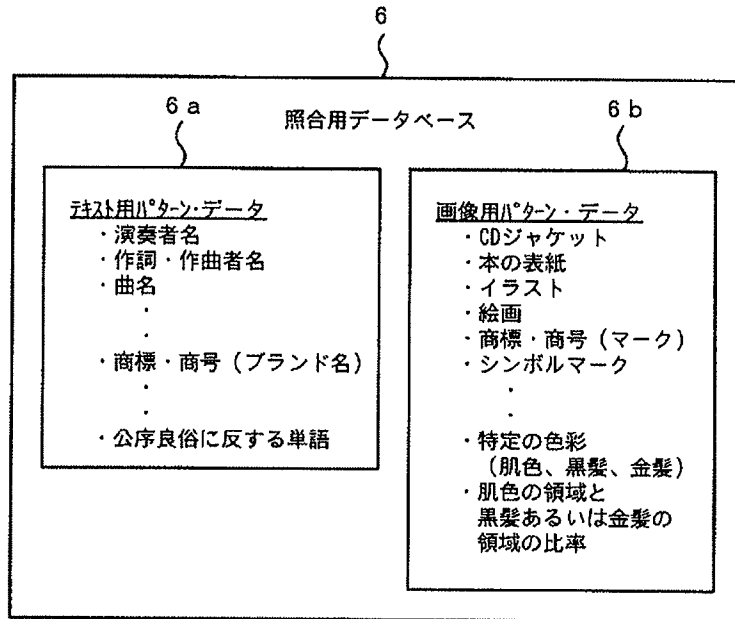 6
照合用データベース
6a
テキスト用パターン・データ
・演奏者名
・作詞・作曲者名
・曲名
・
・
・商標・商号(ブランド名)
・
・
・公序良俗に反する単語
6b
画像用パターン・データ
・CDジャケット
・本の表紙
・イラスト
・絵画
・商標・商号(マーク)
・シンボルマーク
・
・
・特定の色彩
(肌色、黒髪、金髪)
・肌色の領域と
黒髪あるいは金髪の
領域の比率